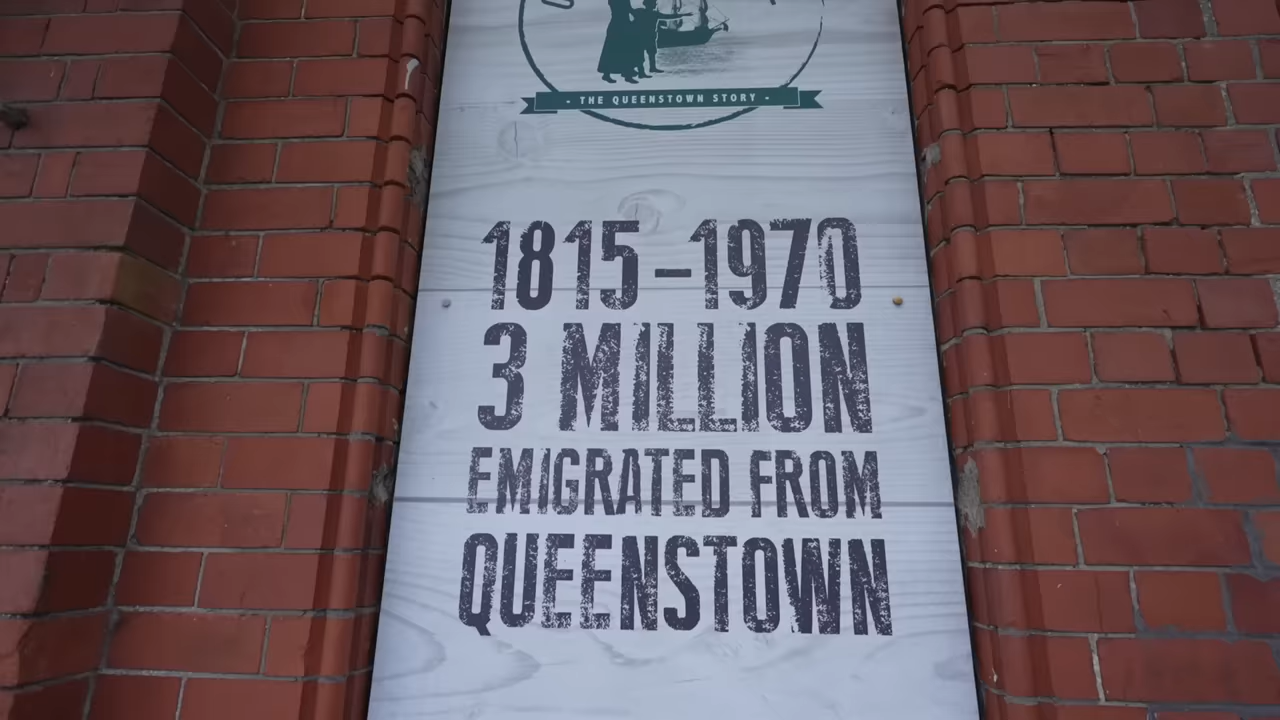 - THE QUEENSTOWN STORY -
1815-1970
3 MILLION
EMIGRATED FROM
QUEENSTOWN